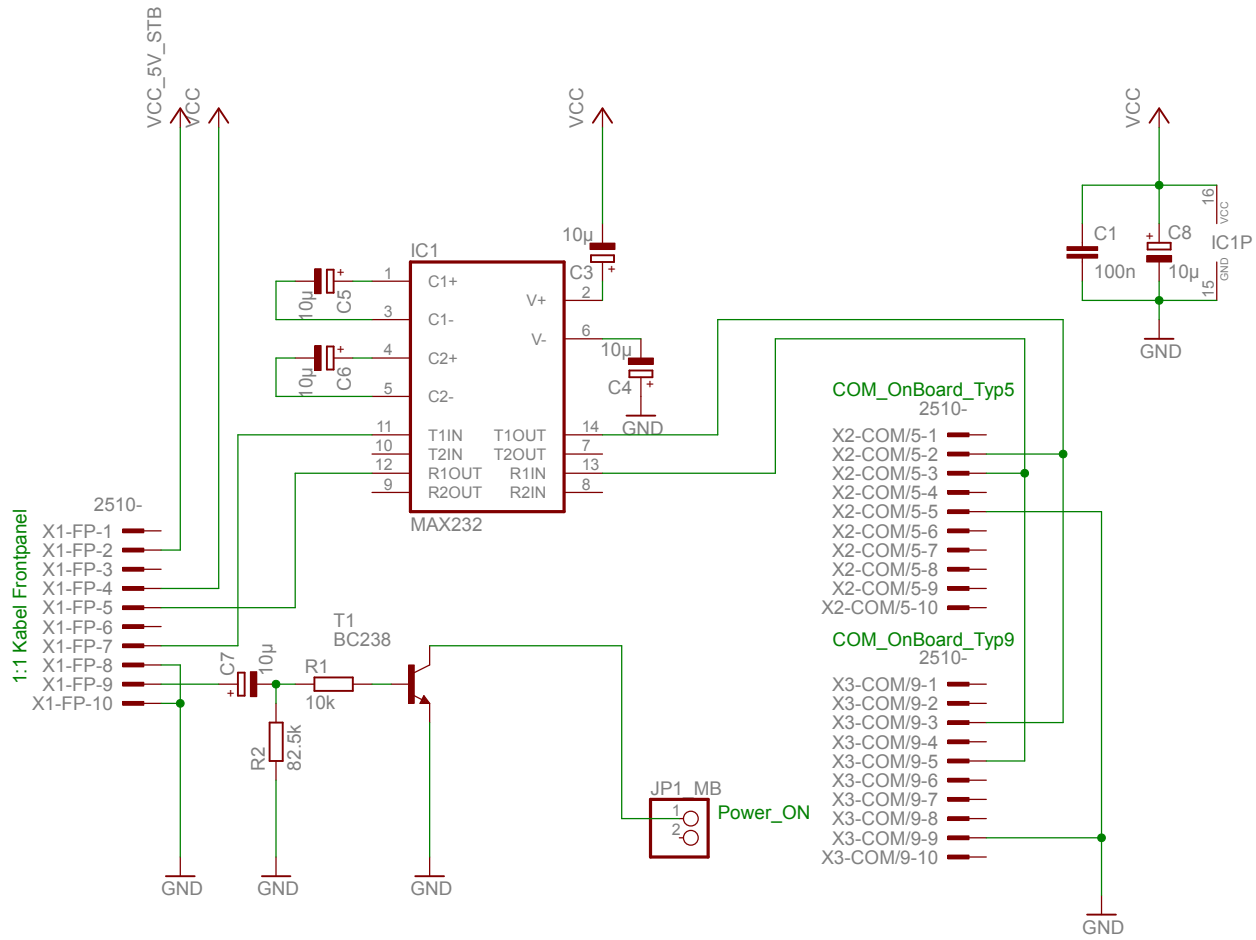 VCC_5V_STB
VCC
VCC
VCC
IC1
10µ
C3
C1
100n
C8
10µ
16
VCC
IC1P
GND
15
GND
1
C1+
10µ
C5
3
C1-
V+
2
4
C2+
10µ
C6
5
C2-
V-
6
10µ
C4
GND
11
T1IN
T1OUT
14
10
T2IN
T2OUT
7
12
R1OUT
R1IN
13
9
R2OUT
R2IN
8
MAX232
COM_OnBoard_Typ5
2510-
X2-COM/5-1
X2-COM/5-2
X2-COM/5-3
X2-COM/5-4
X2-COM/5-5
X2-COM/5-6
X2-COM/5-7
X2-COM/5-8
X2-COM/5-9
X2-COM/5-10
1:1 Kabel Frontpanel
2510-
X1-FP-1
X1-FP-2
X1-FP-3
X1-FP-4
X1-FP-5
X1-FP-6
X1-FP-7
X1-FP-8
X1-FP-9
X1-FP-10
T1
BC238
C7
10µ
R1
10k
R2
82.5k
COM_OnBoard_Typ9
2510-
X3-COM/9-1
X3-COM/9-2
X3-COM/9-3
X3-COM/9-4
X3-COM/9-5
X3-COM/9-6
X3-COM/9-7
X3-COM/9-8
X3-COM/9-9
X3-COM/9-10
JP1_MB
1
2
Power_ON
GND
GND
GND
GND